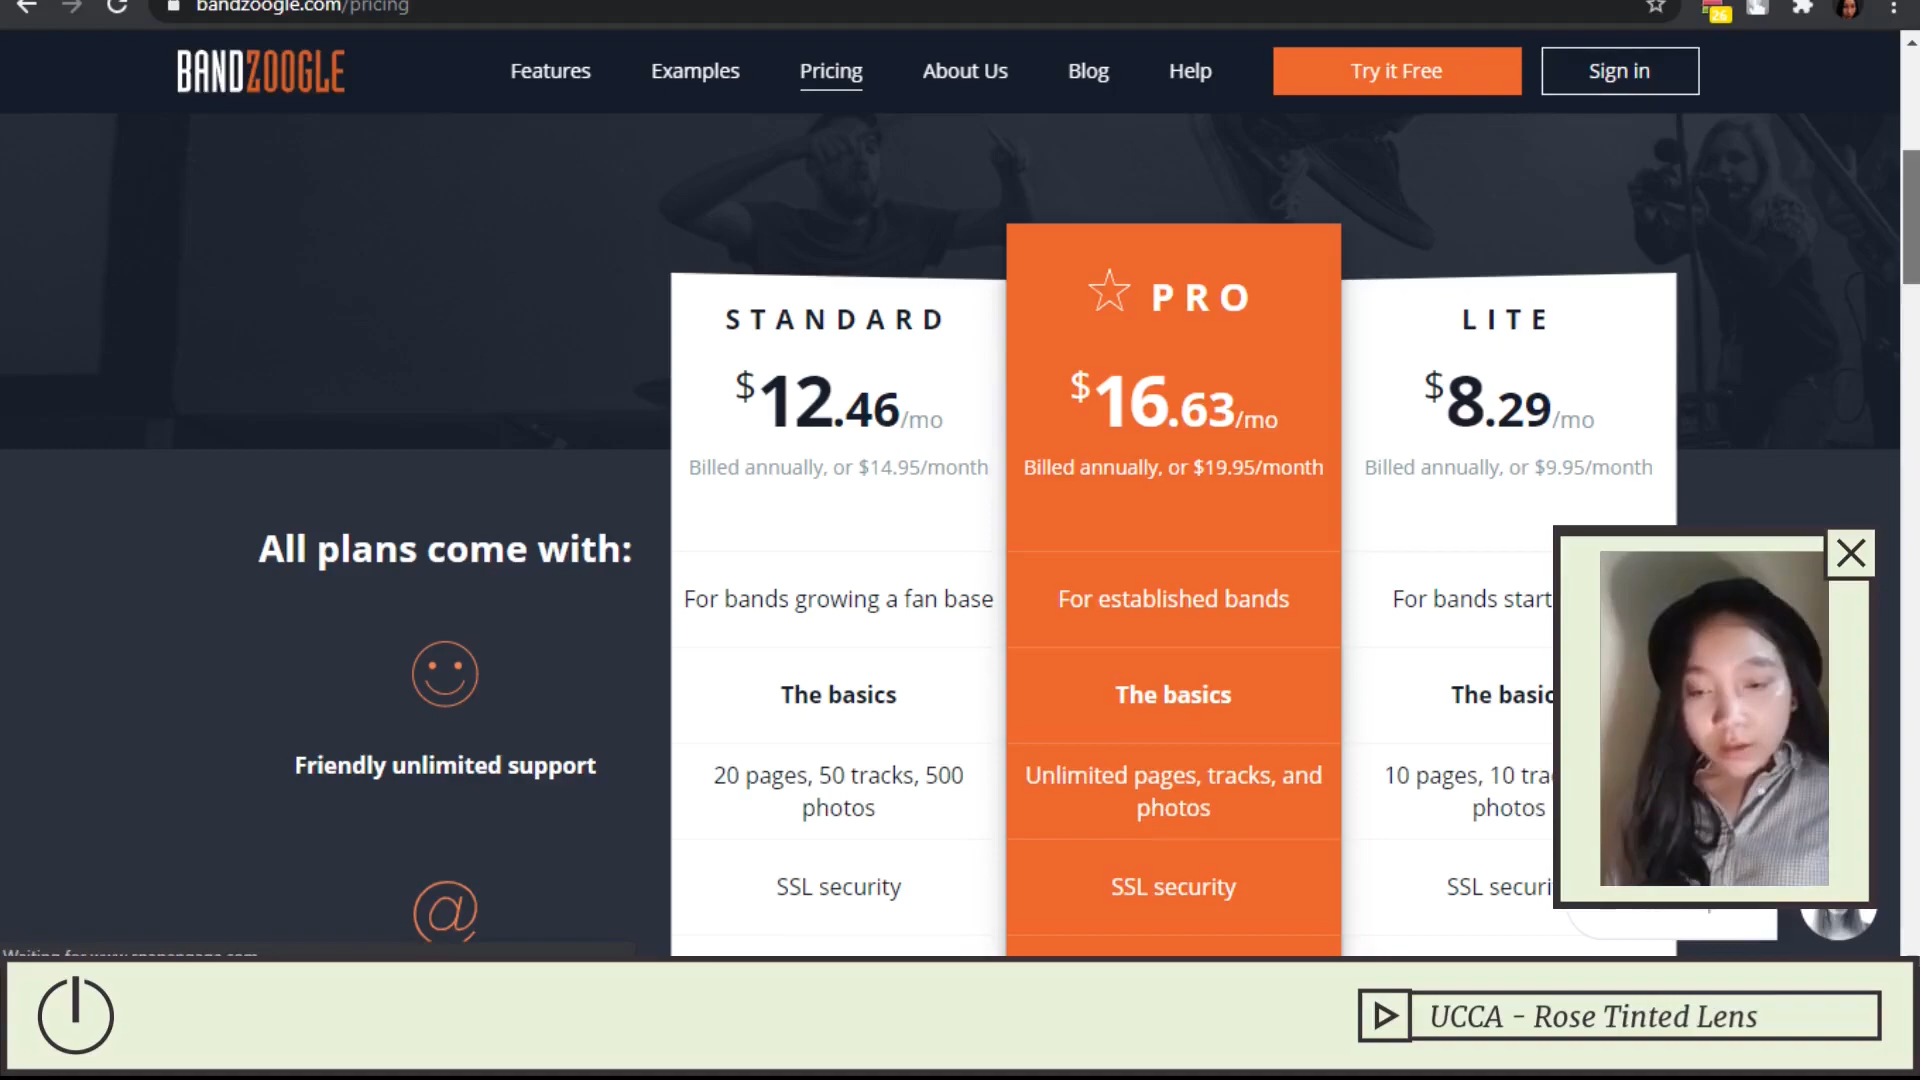 bandzoogle.com/pricing
26
BANDZOOGLE
Features
Examples
Pricing
About Us
Blog
Help
Try it Free
Sign in
All plans come with:
Friendly unlimited support
STANDARD
$12.46/mo
Billed annually, or $14.95/month
For bands growing a fan base
The basics
20 pages, 50 tracks, 500
photos
SSL security
PRO
$16.63/mo
Billed annually, or $19.95/month
For established bands
The basics
Unlimited pages, tracks, and
photos
SSL security
LITE
$8.29/mo
Billed annually, or $9.95/month
For bands start
The basic
10 pages, 10 tra
photos
SSL securi
UCCA - Rose Tinted Lens